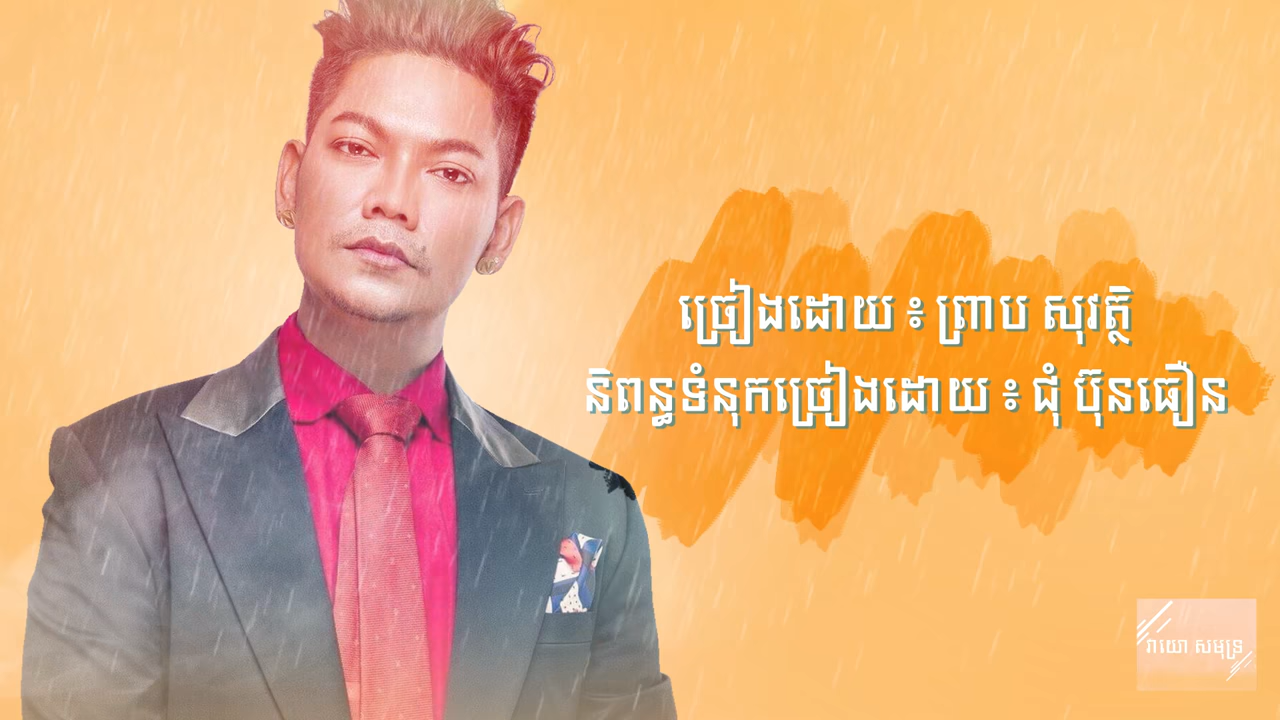 ច្រៀងដោយ ៖ ព្រាប សុវត្ថិ
និពន្ធទំនុកច្រៀងដោយ ៖ ជុំ ប៊ុនធឿន
វាយោ សមុទ្រ